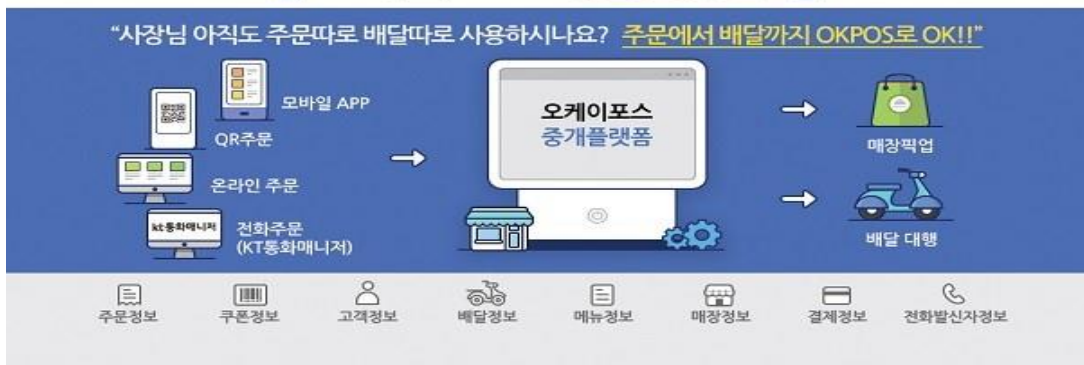 “사장님 아직도 주문따로 배달따로 사용하시나요? 주문에서 배달까지 OKPOS로 OK!!”
모바일 APP
QR주문
온라인 주문
kt통화매니저
전화주문
(KT통화매니저)
오케이포스
중개플랫폼
매장픽업
배달 대행
주문정보
쿠폰정보
고객정보
배달정보
메뉴정보
매장정보
결제정보
전화발신자정보